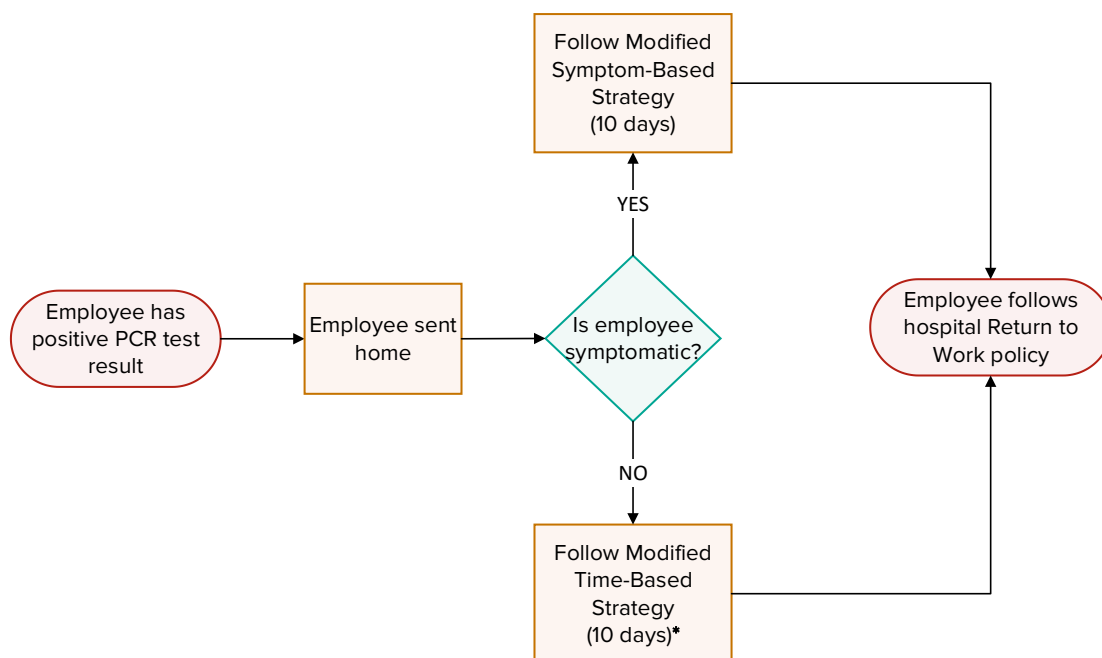 Follow Modified
Symptom-Based
Strategy
(10 days)
YES
Employee has
positive PCR test
result
Employee sent
home
Is employee
symptomatic?
Employee follows
hospital Return to
Work policy
NO
Follow Modified
Time-Based
Strategy
(10 days)*